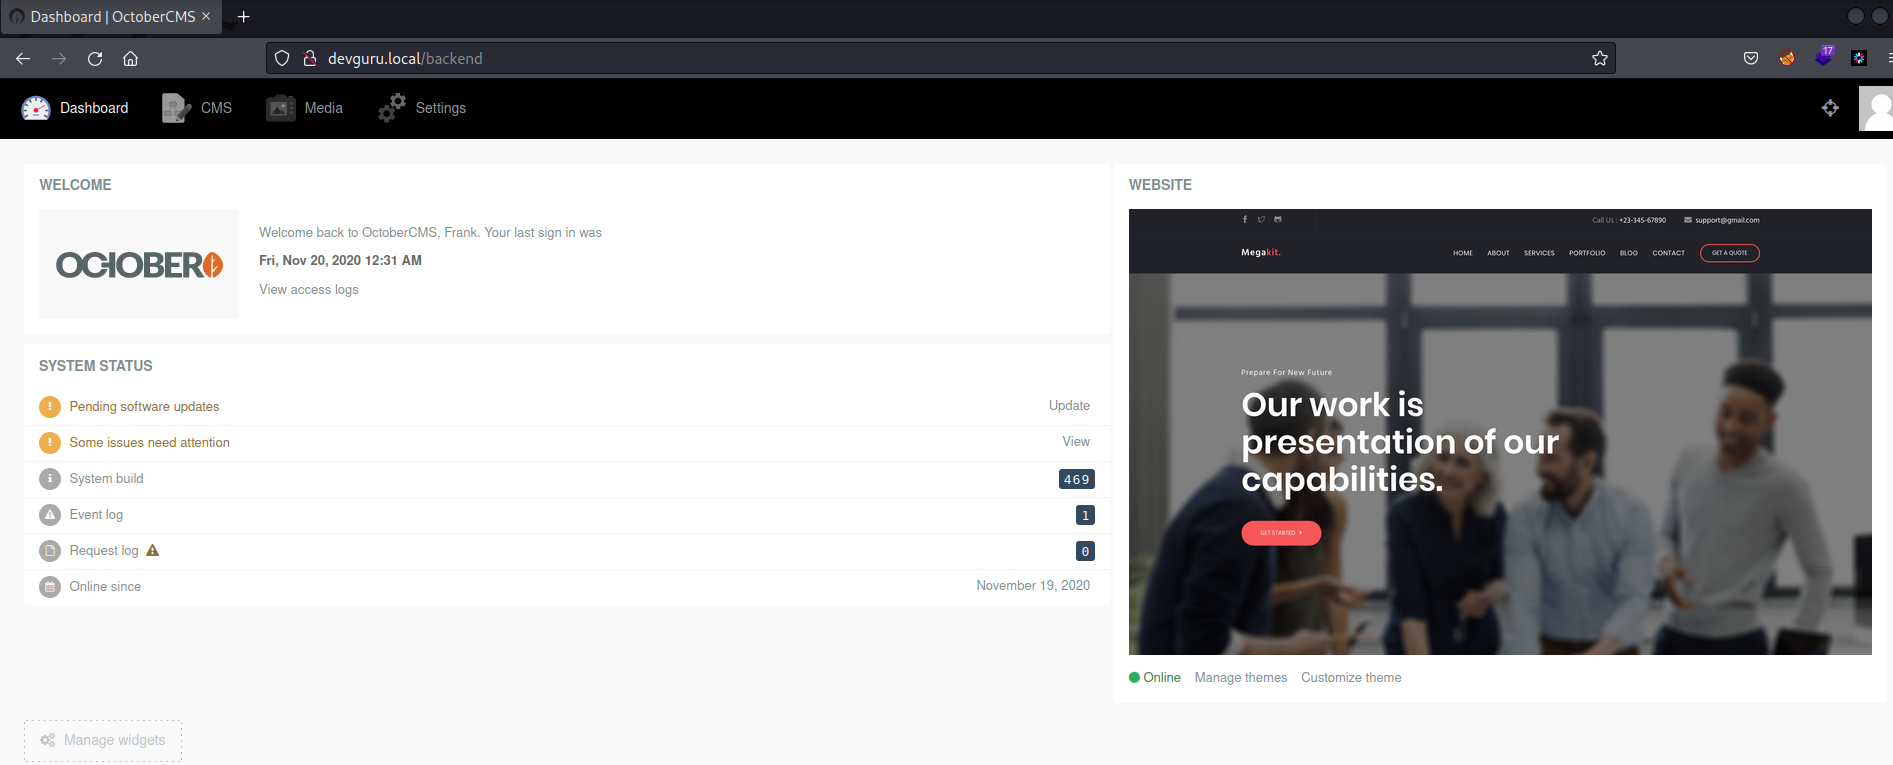 Dashboard | OctoberCMS
devguru.local/backend
17
Dashboard
CMS
Media
Settings
WELCOME
OCTOBER
Welcome back to OctoberCMS, Frank. Your last sign in was
Fri, Nov 20, 2020 12:31 AM
View access logs
SYSTEM STATUS
Pending software updates
Update
Some issues need attention
View
System build
469
Event log
1
Request log
0
Online since
November 19, 2020
Manage widgets
WEBSITE
Call Us : +23-345-67890
support@gmail.com
Megakit.
HOME ABOUT SERVICES PORTFOLIO BLOG CONTACT GET A QUOTE
Prepare For New Future
Our work is
presentation of our
capabilities.
GET STARTED
Online Manage themes Customize theme